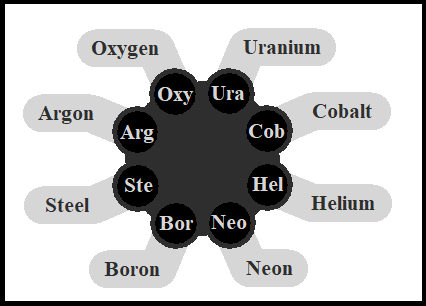 Oxygen
Uranium
Oxy
Ura
Argon
Cobalt
Arg
Cob
Ste
Hel
Steel
Helium
Bor
Neo
Boron
Neon